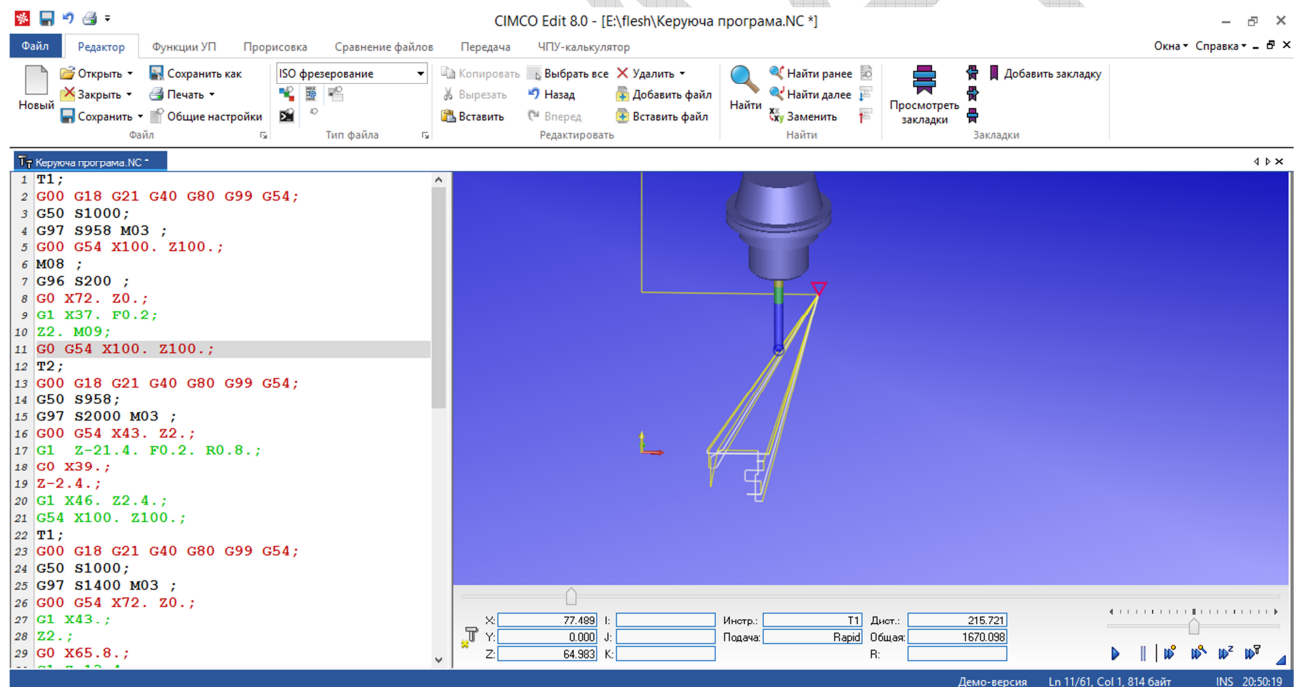 CIMCO Edit 8.0 - [E:\flesh\Керуюча програма.NC *]
Файл Редактор Функции УП Прорисовка Сравнение файлов Передача ЧПУ-калькулятор Окна Справка
Новый
Открыть
Закрыть
Сохранить
Сохранить как
Печать
Общие настройки
Файл
ISO фрезерование
Тип файла
Копировать
Вырезать
Вставить
Выбрать все
Назад
Вперед
Удалить
Добавить файл
Вставить файл
Редактировать
Найти
Найти ранее
Найти далее
Заменить
Найти
Просмотреть
закладки
Добавить закладку
Закладки
Керуюча програма.NC *
1 T1;
2 G00 G18 G21 G40 G80 G99 G54;
3 G50 S1000;
4 G97 S958 M03 ;
5 G00 G54 X100. Z100.;
6 M08 ;
7 G96 S200 ;
8 G0 X72. Z0.;
9 G1 X37. F0.2;
10 Z2. M09;
11 G0 G54 X100. Z100.;
12 T2;
13 G00 G18 G21 G40 G80 G99 G54;
14 G50 S958;
15 G97 S2000 M03 ;
16 G00 G54 X43. Z2.;
17 G1 Z-21.4. F0.2. R0.8.;
18 G0 X39.;
19 Z-2.4.;
20 G1 X46. Z2.4.;
21 G54 X100. Z100.;
22 T1;
23 G00 G18 G21 G40 G80 G99 G54;
24 G50 S1000;
25 G97 S1400 M03 ;
26 G00 G54 X72. Z0.;
27 G1 X43.;
28 Z2.;
29 G0 X65.8.;
X: 77.489 I: Инстр.: T1 Дист.: 215.721
Y: 0.000 J: Подача: Rapid Общая: 1670.098
Z: 64.983 K: R:
Демо-версия Ln 11/61, Col 1, 814 байт INS 20:50:19